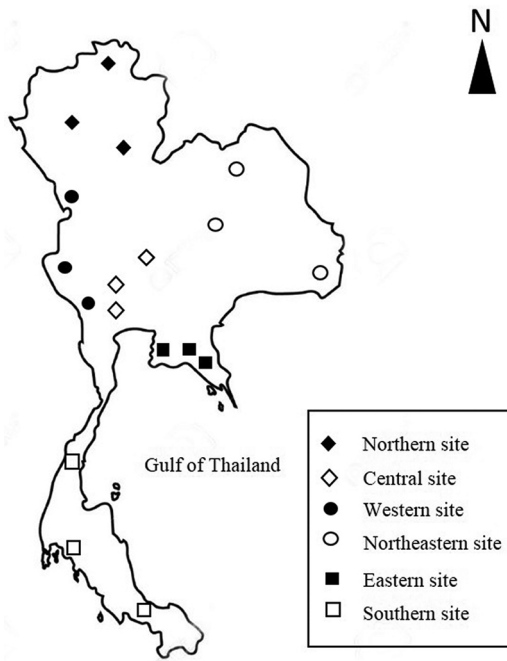 N
Gulf of Thailand
Northern site
Central site
Western site
Northeastern site
Eastern site
Southern site